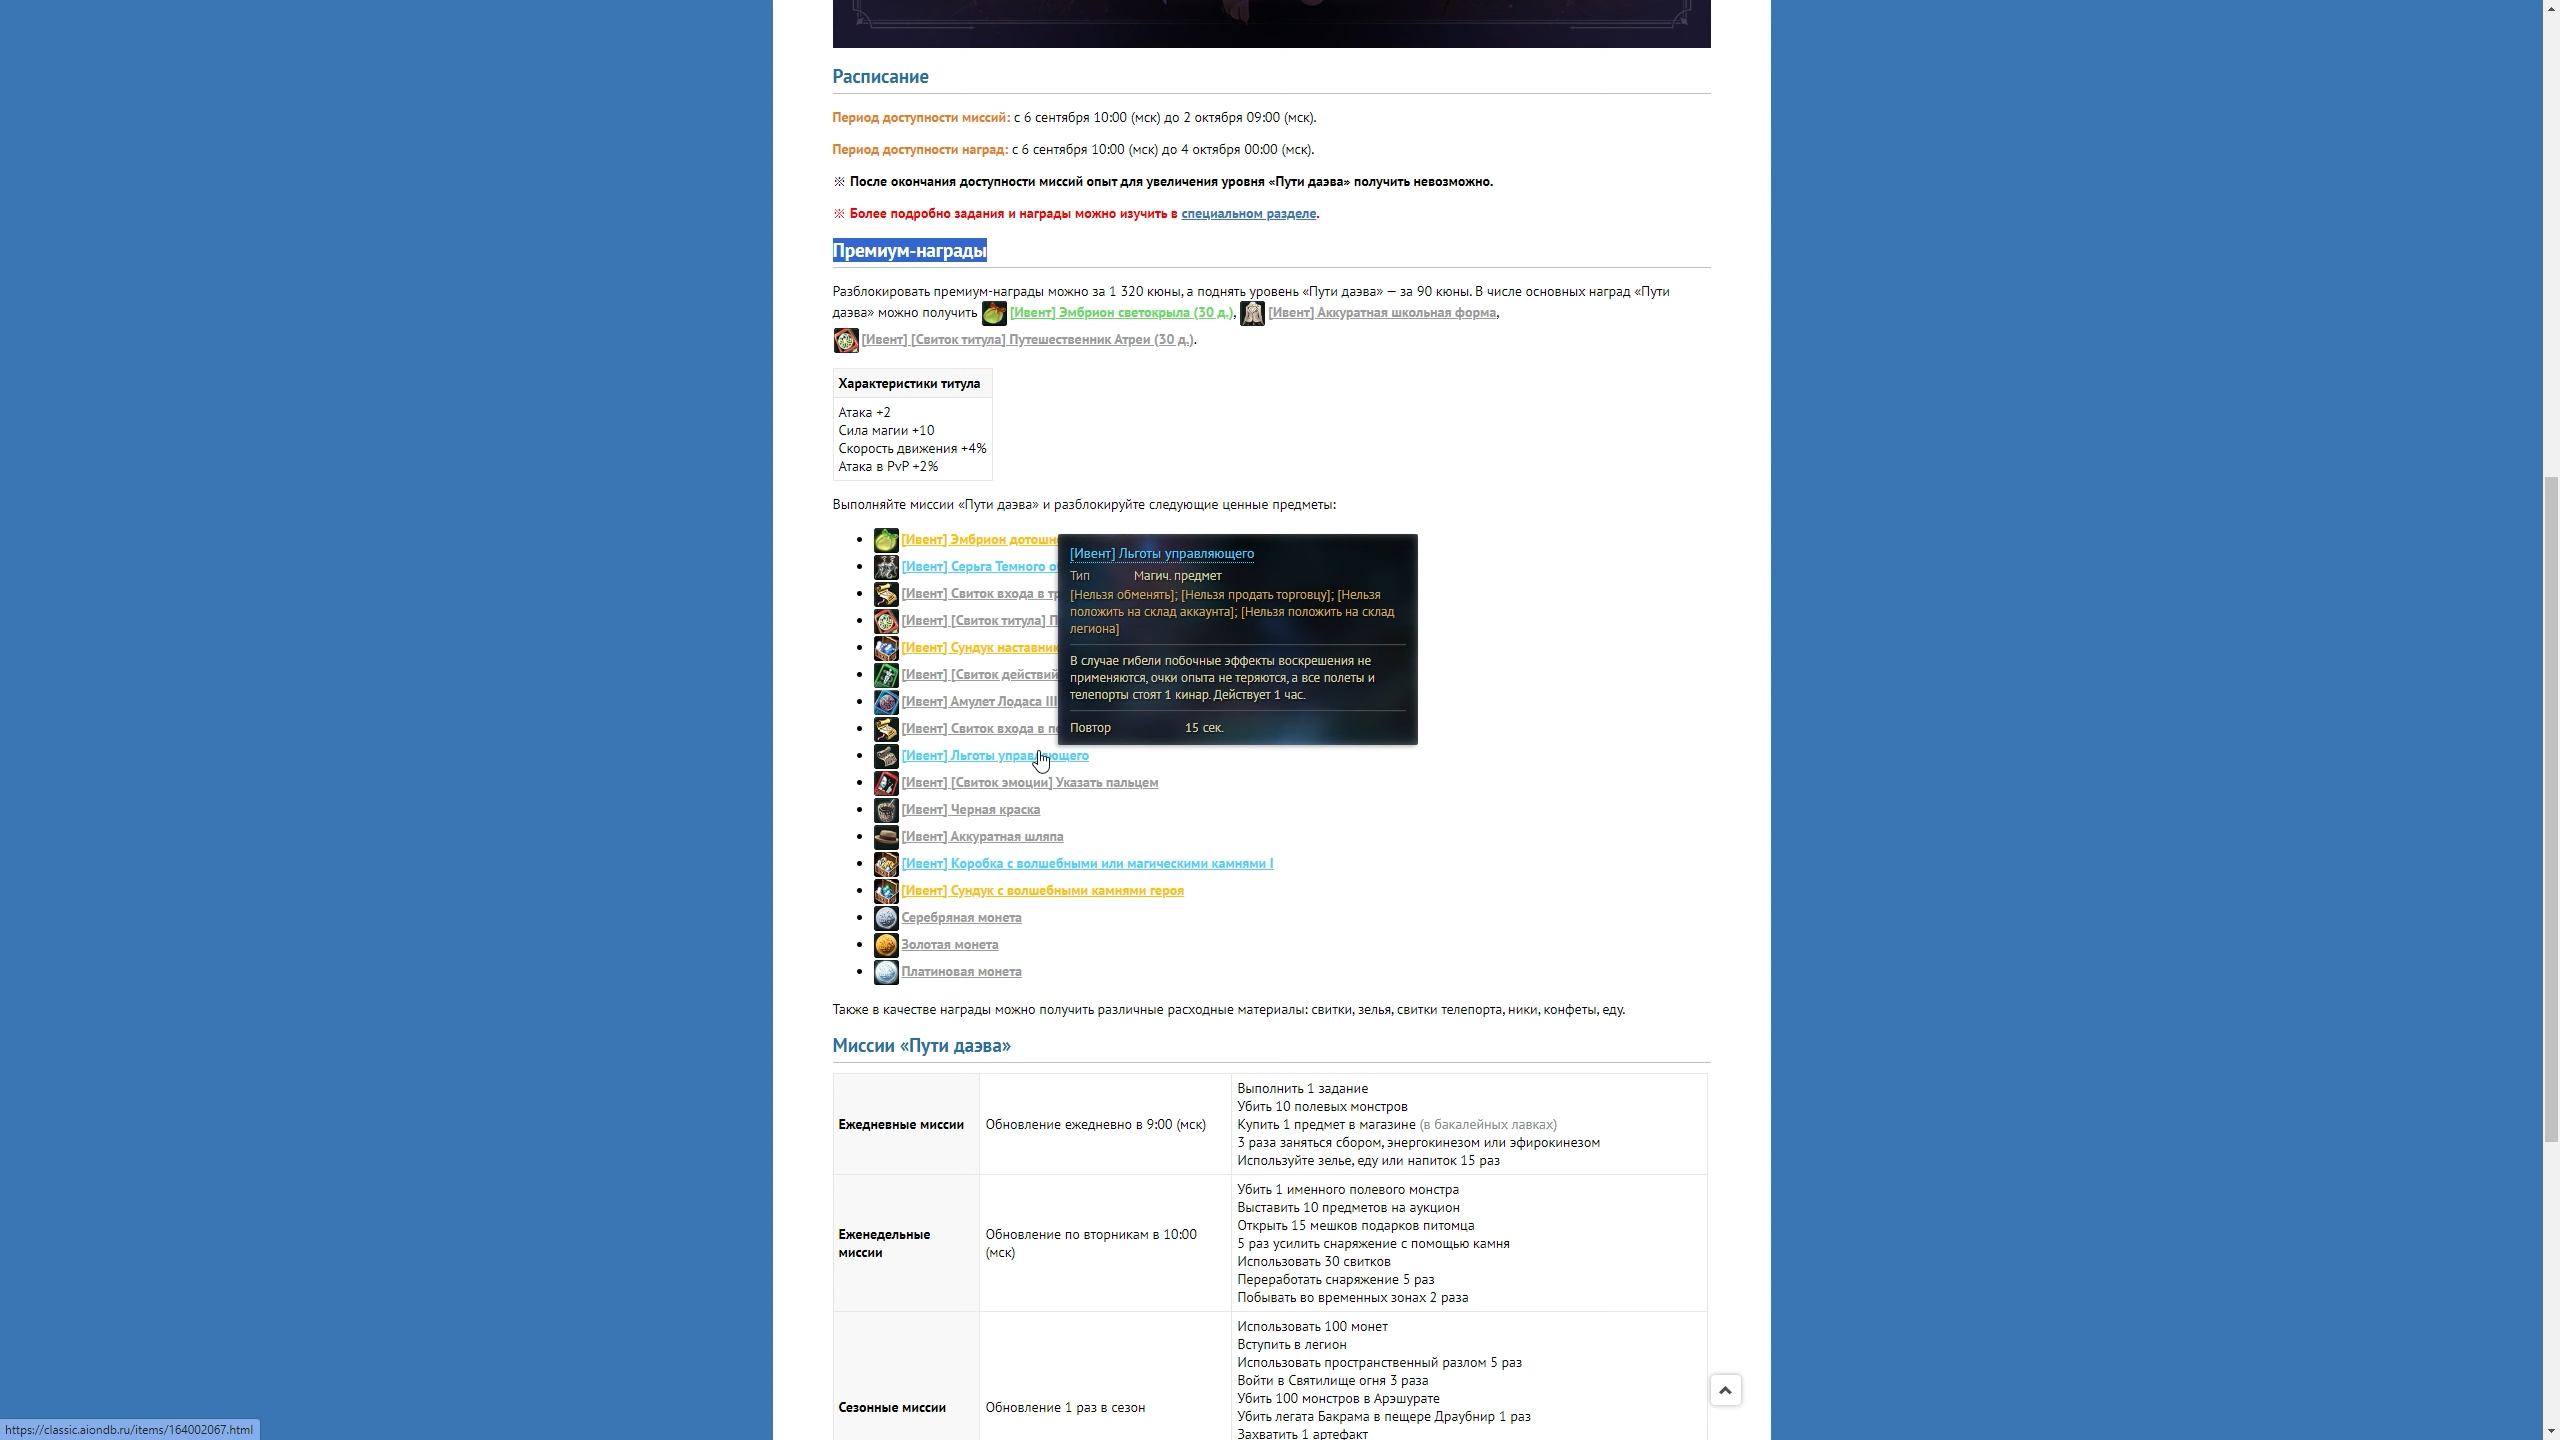 Расписание
Период доступности миссий: с 6 сентября 10:00 (мск) до 2 октября 09:00 (мск).
Период доступности наград: с 6 сентября 10:00 (мск) до 4 октября 00:00 (мск).
※ После окончания доступности миссий опыт для увеличения уровня «Пути даэва» получить невозможно.
※ Более подробно задания и награды можно изучить в специальном разделе.
Премиум-награды
Разблокировать премиум-награды можно за 1 320 кюны, а поднять уровень «Пути даэва» — за 90 кюны. В числе основных наград «Пути
даэва» можно получить [Ивент] Эмбрион светокрыла (30 д.), [Ивент] Аккуратная школьная форма,
[Ивент] [Свиток титула] Путешественник Атреи (30 д.).
Характеристики титула
Атака +2
Сила магии +10
Скорость движения +4%
Атака в PvP +2%
Выполняйте миссии «Пути даэва» и разблокируйте следующие ценные предметы:
[Ивент] Эмбрион
[Ивент] Серьга Темного
[Ивент] Свиток входа в
[Ивент] [Свиток титула]
[Ивент] Сундук
[Ивент] [Свиток действий
[Ивент] Амулет Лодаса III
[Ивент] Свиток входа в
[Ивент] Льготы управляющего
Тип Магич. предмет
[Нельзя обменять]; [Нельзя продать торговцу]; [Нельзя
положить на склад аккаунта]; [Нельзя положить на склад
легиона]
В случае гибели побочные эффекты воскрешения не
применяются, очки опыта не теряются, а все полеты и
телепорты стоят 1 кинар. Действует 1 час.
Повтор 15 сек.
[Ивент] Льготы управляющего
[Ивент] [Свиток эмоции] Указать пальцем
[Ивент] Черная краска
[Ивент] Аккуратная шляпа
[Ивент] Коробка с волшебными или магическими камнями I
[Ивент] Сундук с волшебными камнями героя
Серебряная монета
Золотая монета
Платиновая монета
Также в качестве награды можно получить различные расходные материалы: свитки, зелья, свитки телепорта, ники, конфеты, еду.
Миссии «Пути даэва»
Ежедневные миссии
Обновление ежедневно в 9:00 (мск)
Выполнить 1 задание
Убить 10 полевых монстров
Купить 1 предмет в магазине (в бакалейных лавках)
3 раза заняться сбором, энергокинезом или эфирокинезом
Используйте зелье, еду или напиток 15 раз
Еженедельные
миссии
Обновление по вторникам в 10:00
(мск)
Убить 1 именного полевого монстра
Выставить 10 предметов на аукцион
Открыть 15 мешков подарков питомца
5 раз усилить снаряжение с помощью камня
Использовать 30 свитков
Переработать снаряжение 5 раз
Побывать во временных зонах 2 раза
Сезонные миссии
Обновление 1 раз в сезон
Использовать 100 монет
Вступить в легион
Использовать пространственный разлом 5 раз
Войти в Святилище огня 3 раза
Убить 100 монстров в Арэшурате
Убить легата Бакрама в пещере Драубнир 1 раз
Захватить 1 артефакт
https://classic.aiondb.ru/items/164002067.html